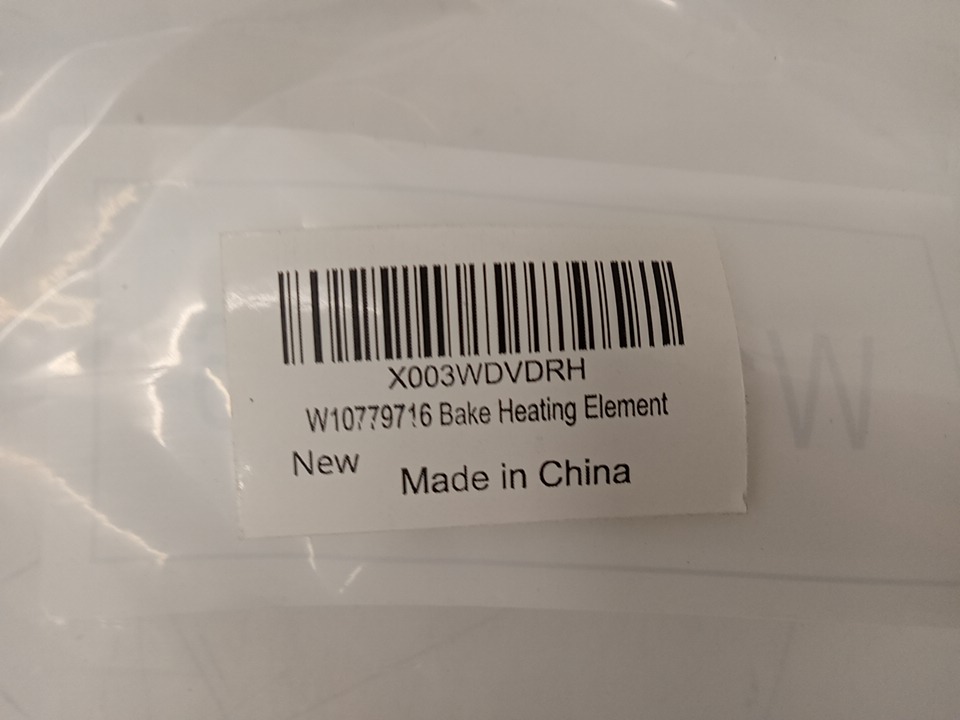 X003WDVDRH
W10779716 Bake Heating Element
New
Made in China
W